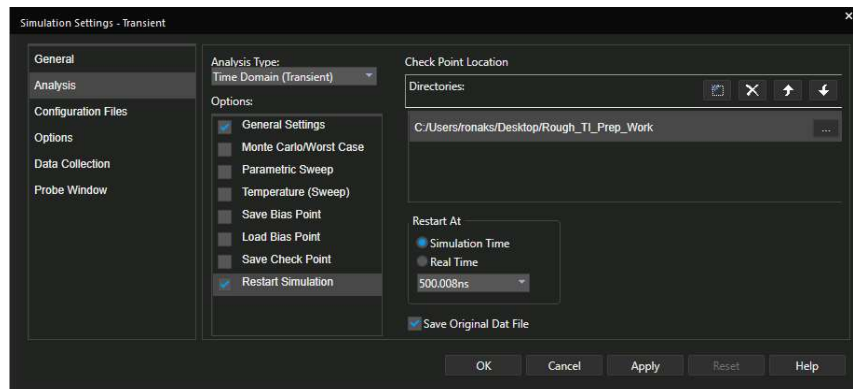 Simulation Settings - Transient
General
Analysis
Configuration Files
Options
Data Collection
Probe Window
Analysis Type:
Time Domain (Transient)
Options:
General Settings
Monte Carlo/Worst Case
Parametric Sweep
Temperature (Sweep)
Save Bias Point
Load Bias Point
Save Check Point
Restart Simulation
Check Point Location
Directories:
C:/Users/ronaks/Desktop/Rough_TI_Prep_Work
...
Restart At
Simulation Time
Real Time
500.008ns
Save Original Dat File
OK
Cancel
Apply
Reset
Help